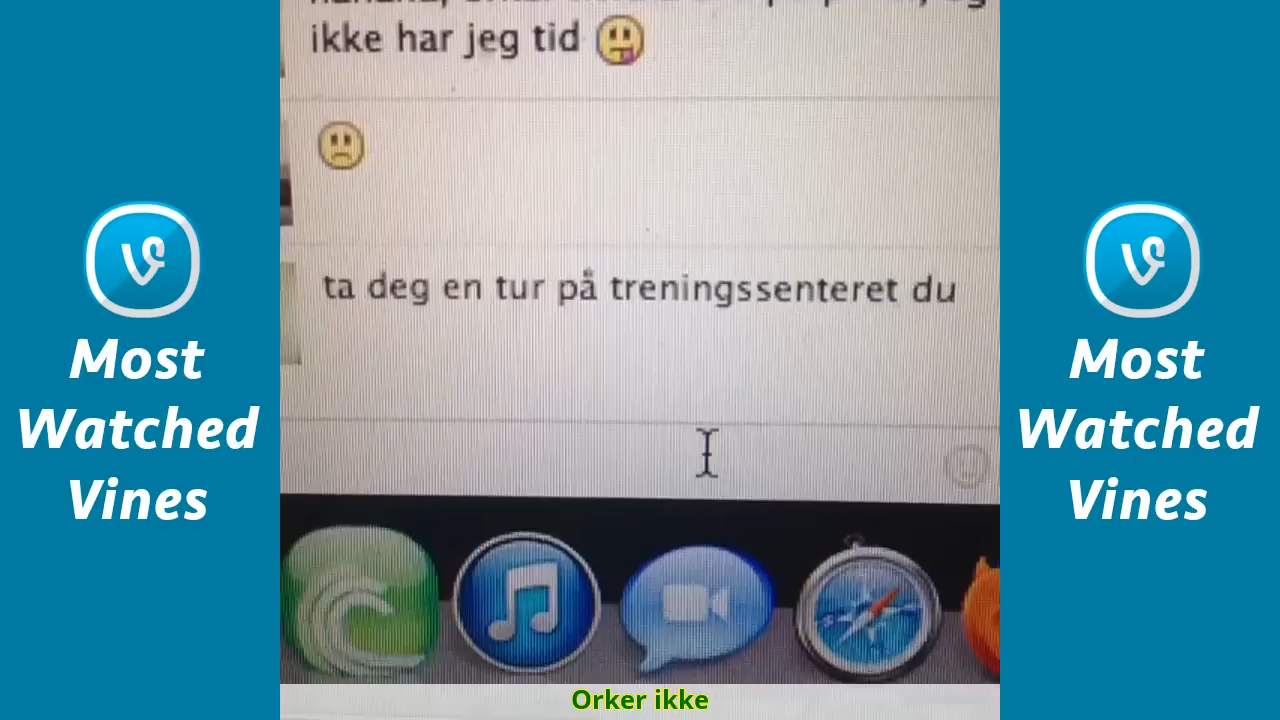 ikke har jeg tid
ta deg en tur på treningssenteret du
Most
Watched
Vines
Most
Watched
Vines
Orker ikke